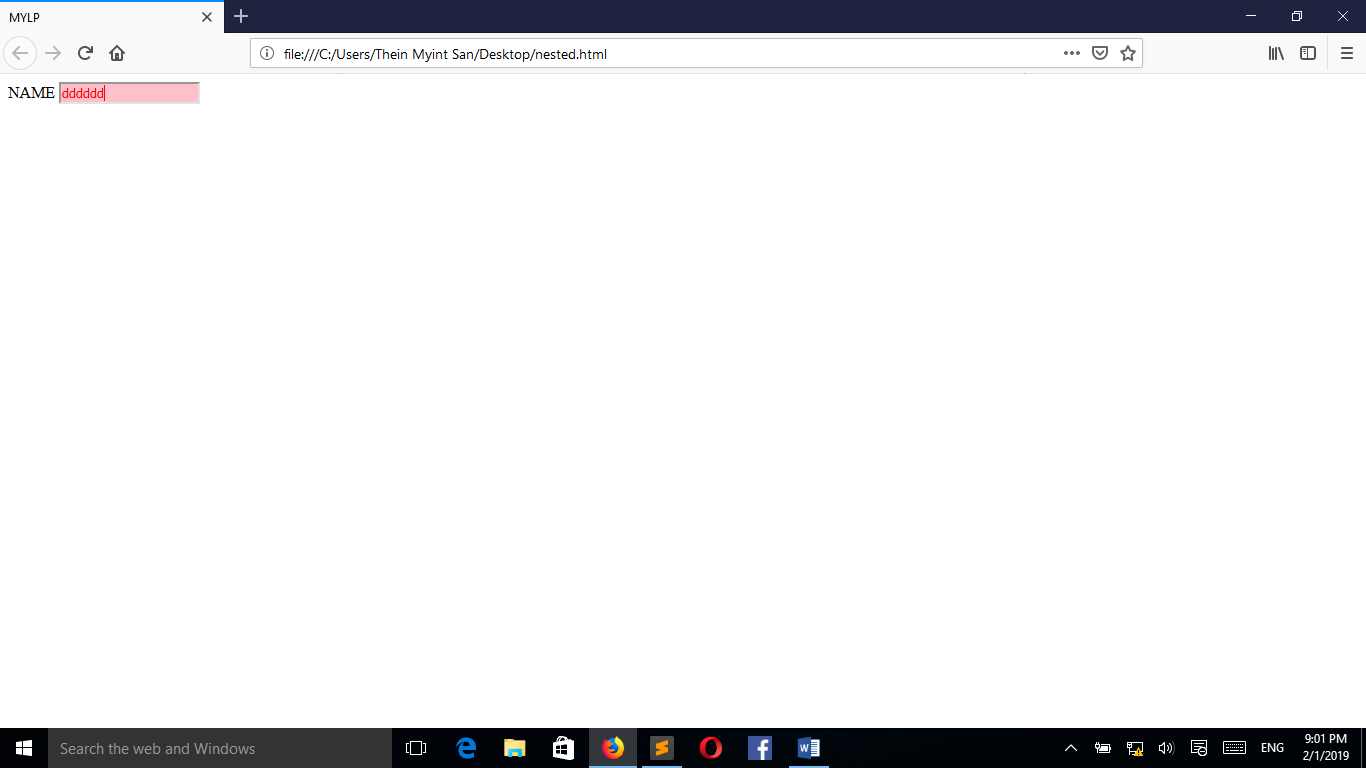 MYLP
file:///C:/Users/Thein Myint San/Desktop/nested.html
NAME dddddd
Search the web and Windows
ENG
9:01 PM
2/1/2019